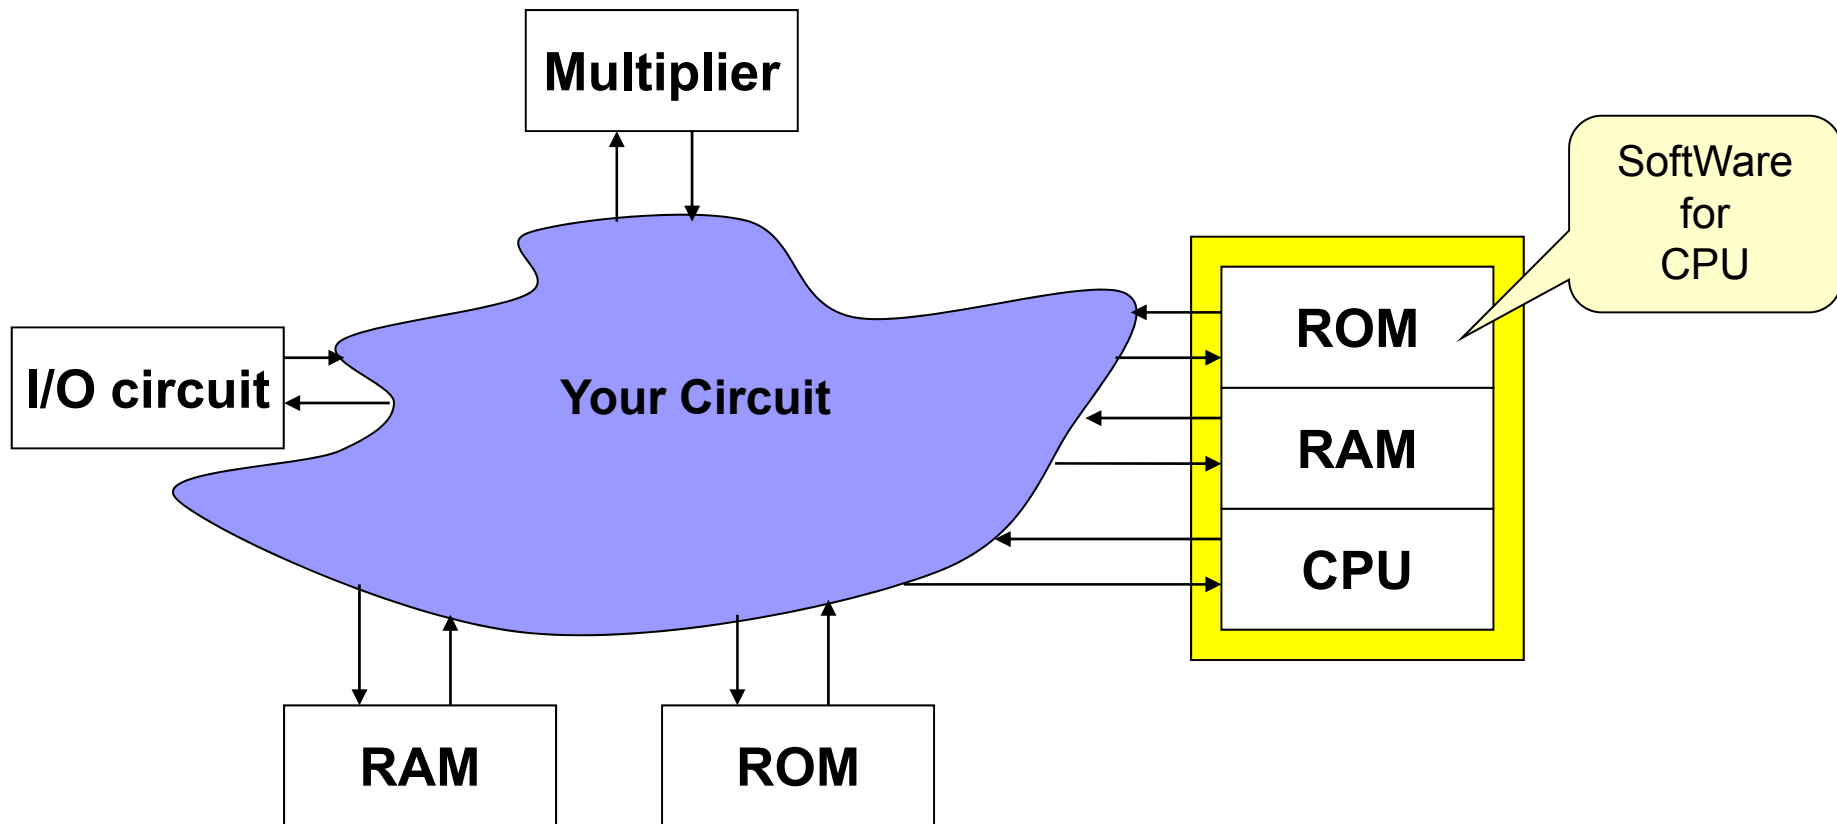 Multiplier
SoftWare
for
CPU
ROM
I/O circuit
Your Circuit
RAM
CPU
RAM
ROM